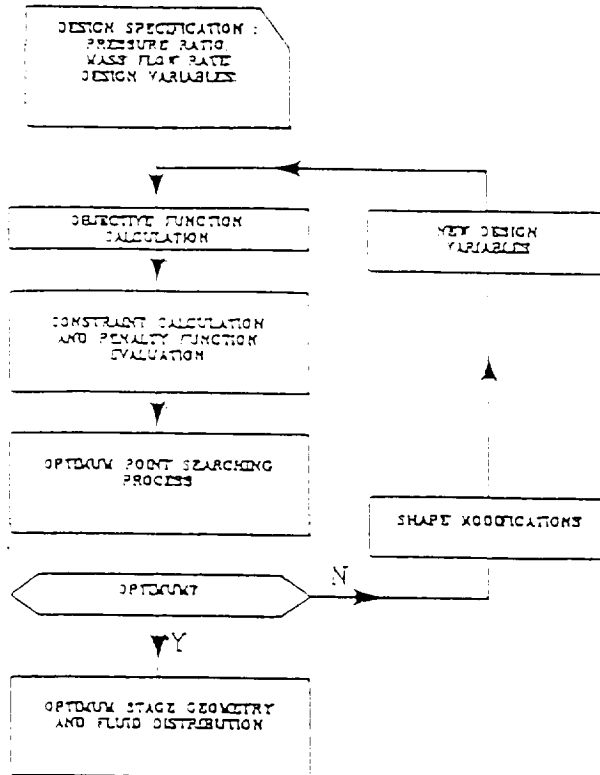 DESIGN SPECIFICATION :
PRESSURE RATIO,
MASS FLOW RATE
DESIGN VARIABLES
OBJECTIVE FUNCTION
CALCULATION
NEW DESIGN
VARIABLES
CONSTRAINT CALCULATION
AND PENALTY FUNCTION
EVALUATION
OPTIMUM POINT SEARCHING
PROCESS
SHAPE MODIFICATIONS
OPTIMUM?
N
Y
OPTIMUM STAGE GEOMETRY
AND FLUID DISTRIBUTION